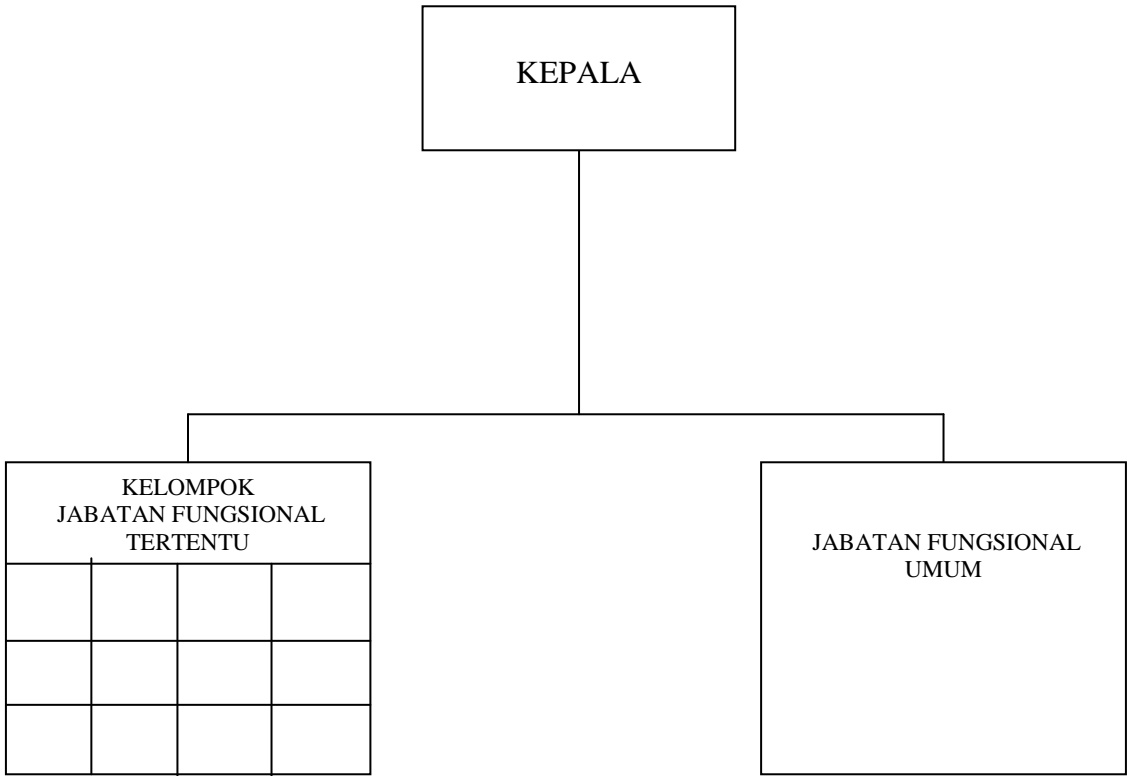 KEPALA
KELOMPOK
JABATAN FUNGSIONAL
TERTENTU
JABATAN FUNGSIONAL
UMUM